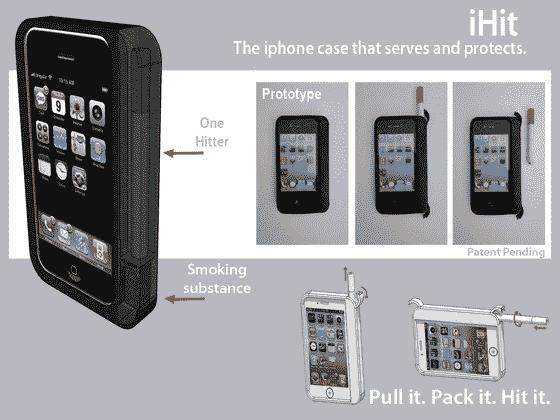 iHit
The iphone case that serves and protects.
Prototype
One
Hitter
Patent Pending
Smoking
substance
Pull it. Pack it. Hit it.